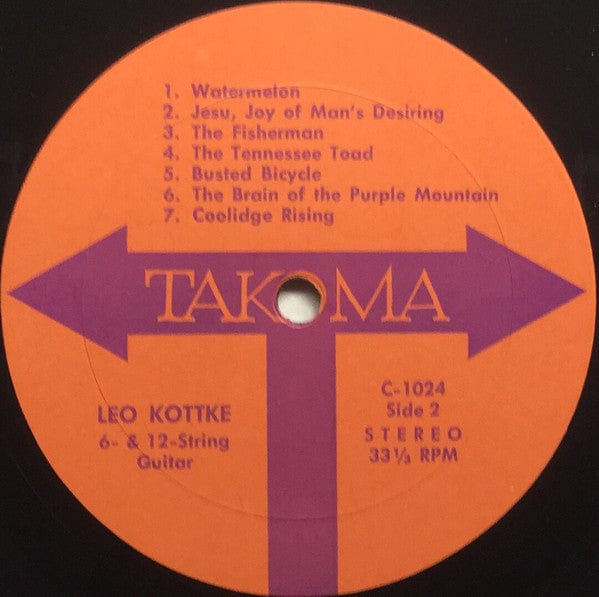 1. Watermelon
2. Jesu, Joy of Man's Desiring
3. The Fisherman
4. The Tennessee Toad
5. Busted Bicycle
6. The Brain of the Purple Mountain
7. Coolidge Rising
TAKOMA
LEO KOTTKE
6- & 12-String
Guitar
C-1024
Side 2
STEREO
33⅓ RPM